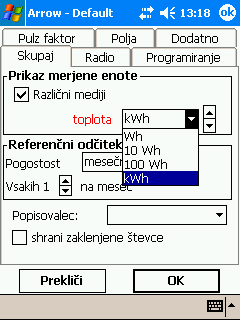 Arrow - Default 13:18 ok
Pulz faktor Polja Dodatno
Skupaj Radio Programiranje
Prikaz merjene enote
Različni mediji
toplota kWh
Wh
10 Wh
100 Wh
kWh
Referenčni odčitek
Pogostost
Vsakih 1 na mesec
Popisovalec:
shrani zaklenjene števce
Prekliči OK